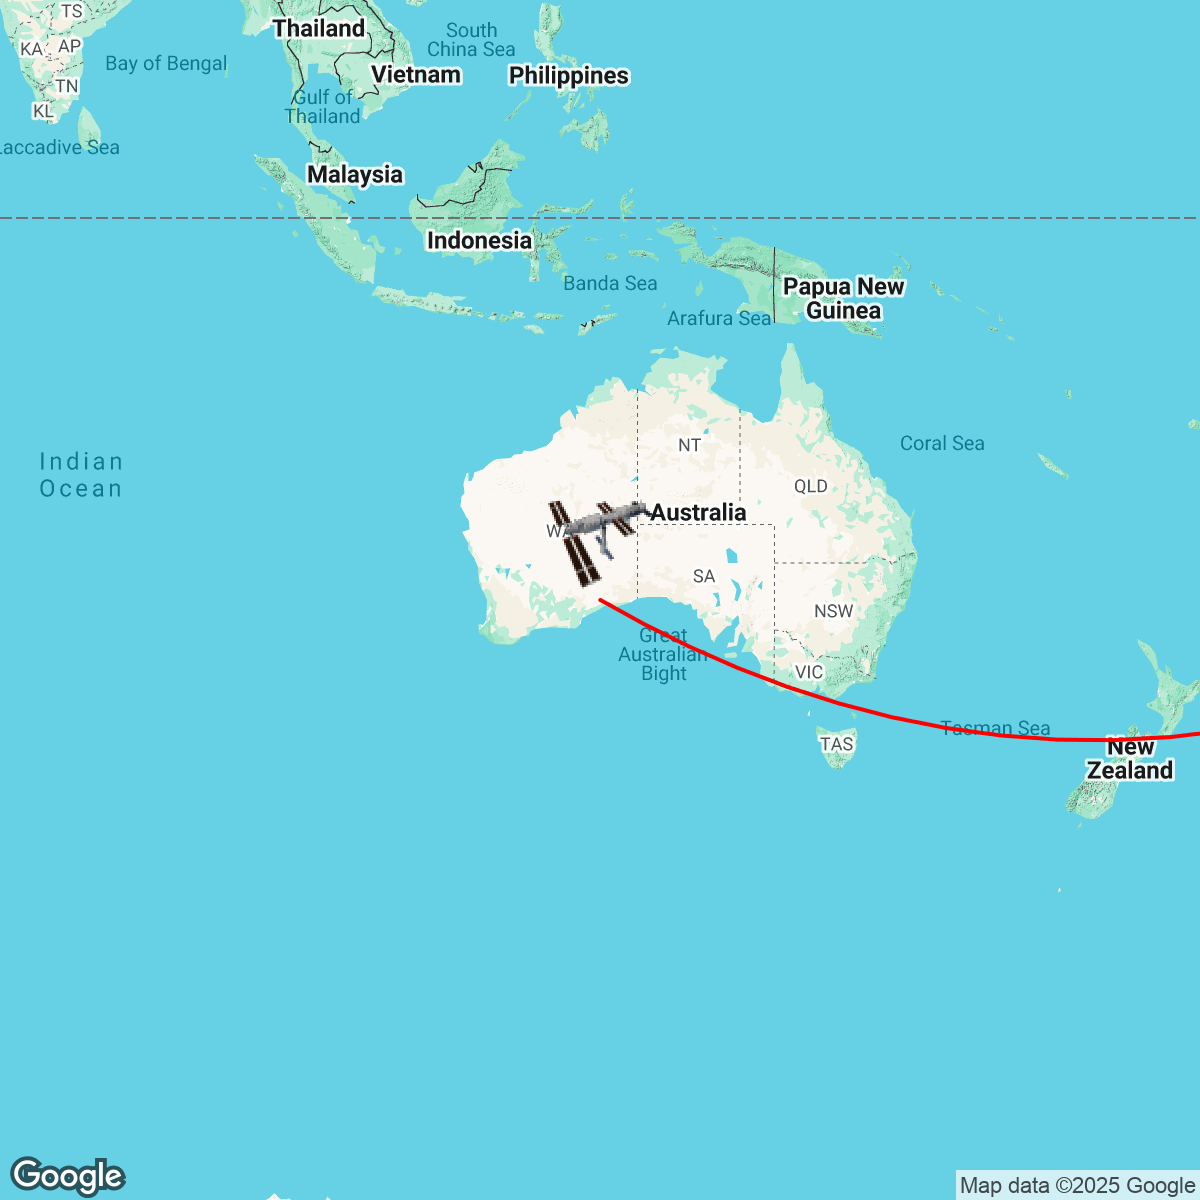 TS
Thailand
South
China Sea
KA
AP
Bay of Bengal
Vietnam
Philippines
TN
Gulf of
Thailand
KL
Laccadive Sea
Malaysia
Indonesia
Banda Sea
Papua New
Guinea
Arafura Sea
NT
Coral Sea
Indian
Ocean
QLD
Australia
WA
SA
NSW
Great
Australian
Bight
VIC
Tasman Sea
TAS
New
Zealand
Google
Map data ©2025 Google